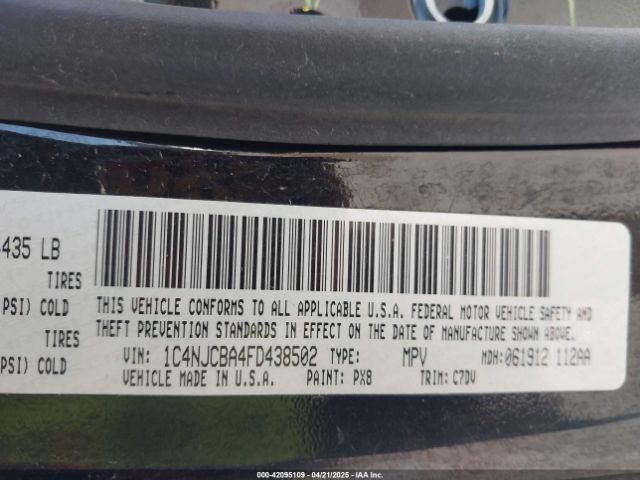 435 LB
TIRES
PSI) COLD
TIRES
PSI) COLD
THIS VEHICLE CONFORMS TO ALL APPLICABLE U.S.A. FEDERAL MOTOR VEHICLE SAFETY AND
THEFT PREVENTION STANDARDS IN EFFECT ON THE DATE OF MANUFACTURE SHOWN ABOVE.
VIN: 1C4NJCBA4FD438502 TYPE: MPV MDH: 061912 112AA
VEHICLE MADE IN U.S.A. PAINT: PX8 TRIM: C7DV
000-42095109 - 04/21/2025 - IAA Inc.